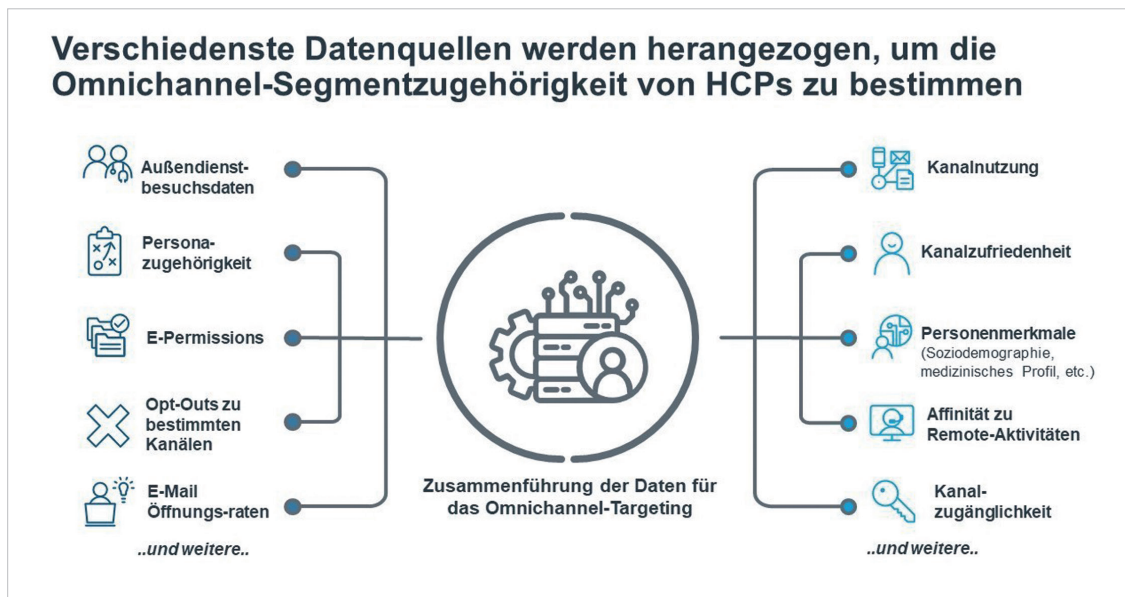 Verschiedenste Datenquellen werden herangezogen, um die
Omnichannel-Segmentzugehörigkeit von HCPs zu bestimmen
Außendienst-
besuchsdaten
Persona-
zugehörigkeit
E-Permissions
Opt-Outs zu
bestimmten
Kanälen
E-Mail
Öffnungs-raten
..und weitere..
Zusammenführung der Daten für
das Omnichannel-Targeting
Kanalnutzung
Kanalzufriedenheit
Personenmerkmale
(Soziodemographie,
medizinisches Profil, etc.)
Affinität zu
Remote-Aktivitäten
Kanal-
zugänglichkeit
..und weitere..